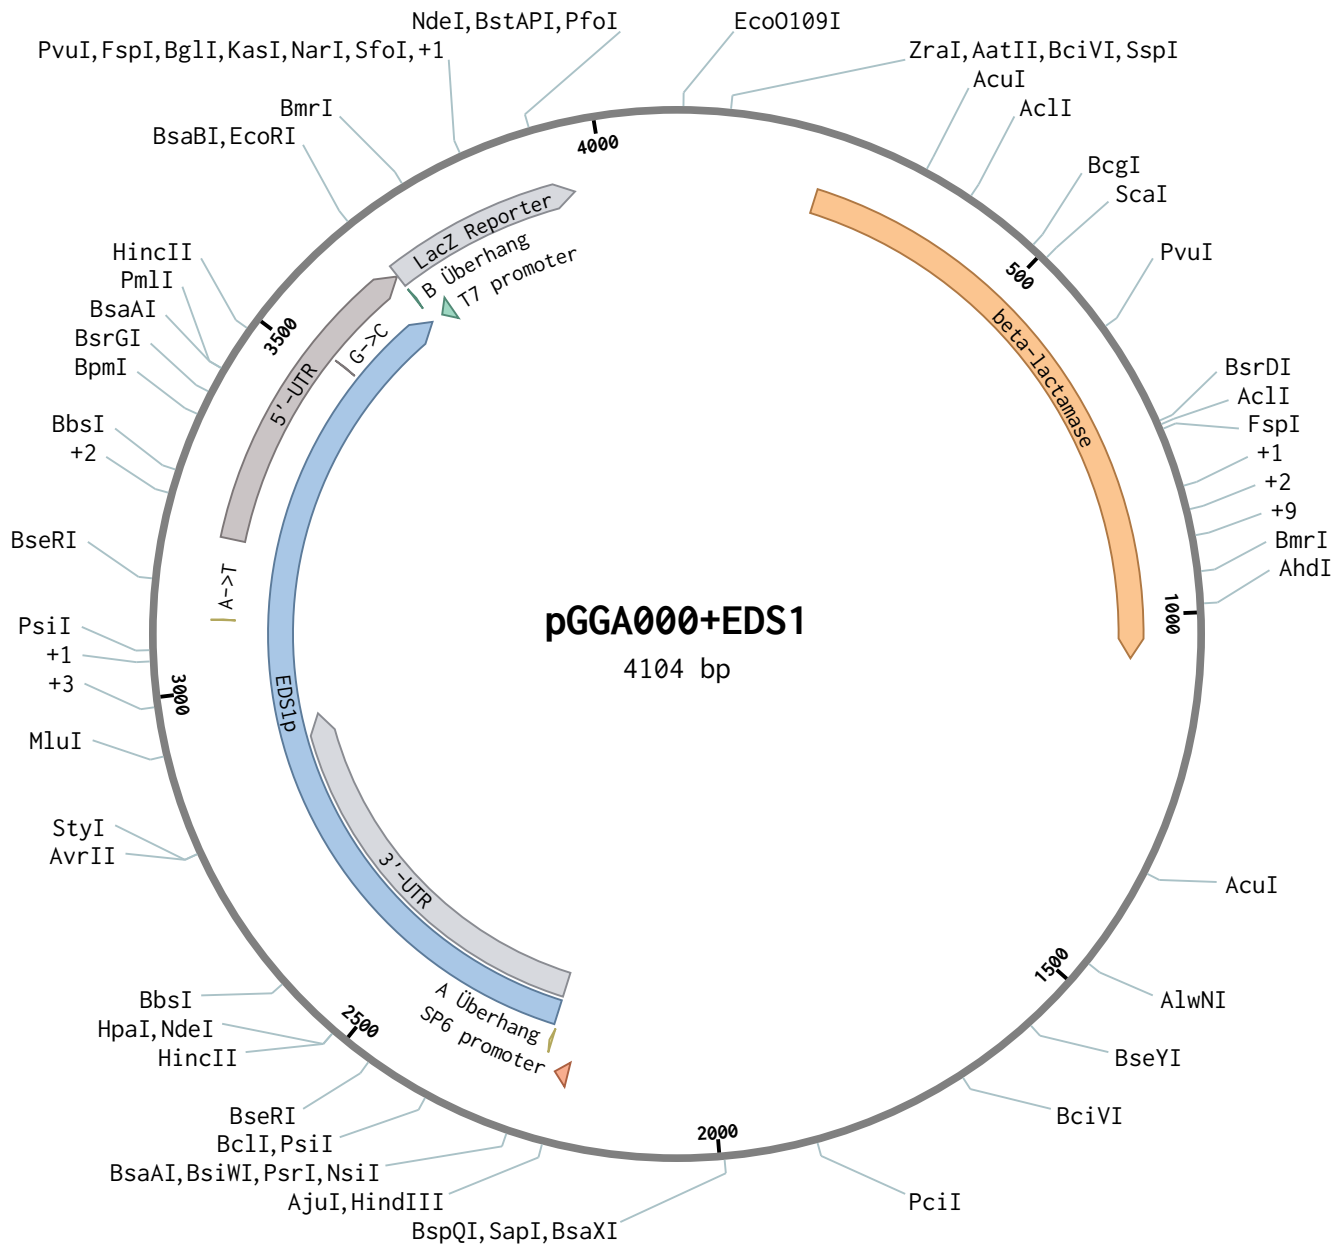 NdeI,BstAPI,PfoI
EcoO109I
PvuI,FspI,BglI,KasI,NarI,SfoI,+1
ZraI,AatII,BciVI,SspI
AcuI
BmrI
AclI
BsaBI,EcoRI
4000
BcgI
ScaI
LacZ Reporter
B Überhang
T7 promoter
HincII
PvuI
500
PmlI
BsaAI
3500
BsrGI
G->C
BpmI
5'-UTR
beta-lactamase
BsrDI
AclI
BbsI
FspI
+2
+1
+2
+9
BseRI
BmrI
AhdI
A->T
1000
PsiI
pGGA000+EDS1
+1
4104 bp
+3
3000
EDS1p
MluI
StyI
AvrII
3'-UTR
AcuI
1500
BbsI
A Überhang
AlwNI
HpaI,NdeI
2500
SP6 promoter
HincII
BseYI
BseRI
BciVI
BclI,PsiI
2000
BsaAI,BsiWI,PsrI,NsiI
AjuI,HindIII
PciI
BspQI,SapI,BsaXI